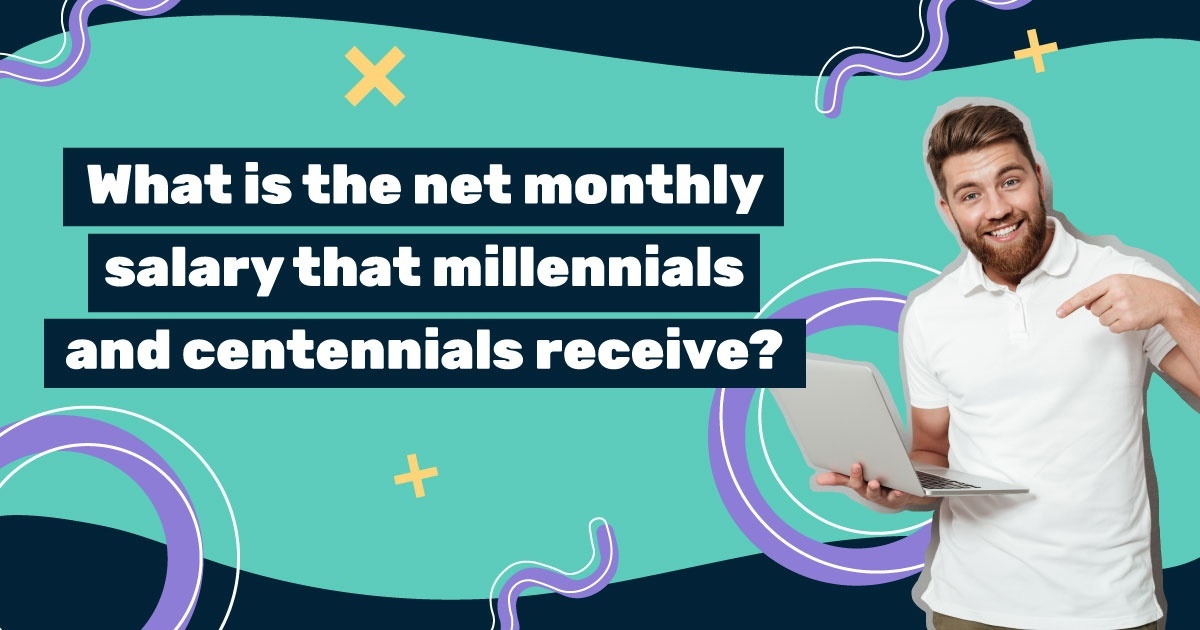 What is the net monthly
salary that millennials
and centennials receive?